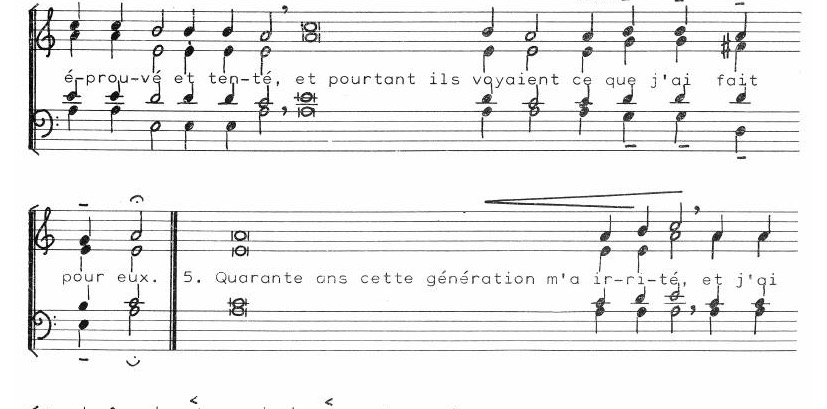 é-prou-vé et ten-té, et pourtant ils voyaient ce que j'ai fait
pour eux. 5. Quarante ans cette génération m'a ir-ri-té, et j'ai